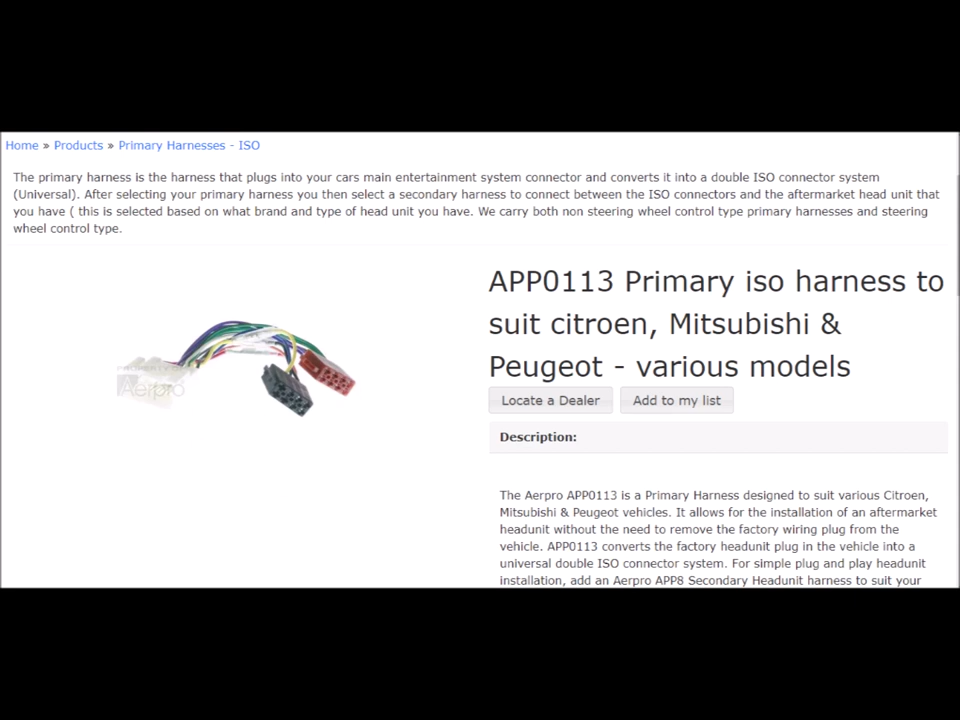 Home » Products » Primary Harnesses - ISO
The primary harness is the harness that plugs into your cars main entertainment system connector and converts it into a double ISO connector system
(Universal). After selecting your primary harness you then select a secondary harness to connect between the ISO connectors and the aftermarket head unit that
you have ( this is selected based on what brand and type of head unit you have. We carry both non steering wheel control type primary harnesses and steering
wheel control type.
APP0113 Primary iso harness to
suit citroen, Mitsubishi &
Peugeot - various models
PROPERTY OF
Aerpro
Locate a Dealer Add to my list
Description:
The Aerpro APP0113 is a Primary Harness designed to suit various Citroen,
Mitsubishi & Peugeot vehicles. It allows for the installation of an aftermarket
headunit without the need to remove the factory wiring plug from the
vehicle. APP0113 converts the factory headunit plug in the vehicle into a
universal double ISO connector system. For simple plug and play headunit
installation, add an Aerpro APP8 Secondary Headunit harness to suit your